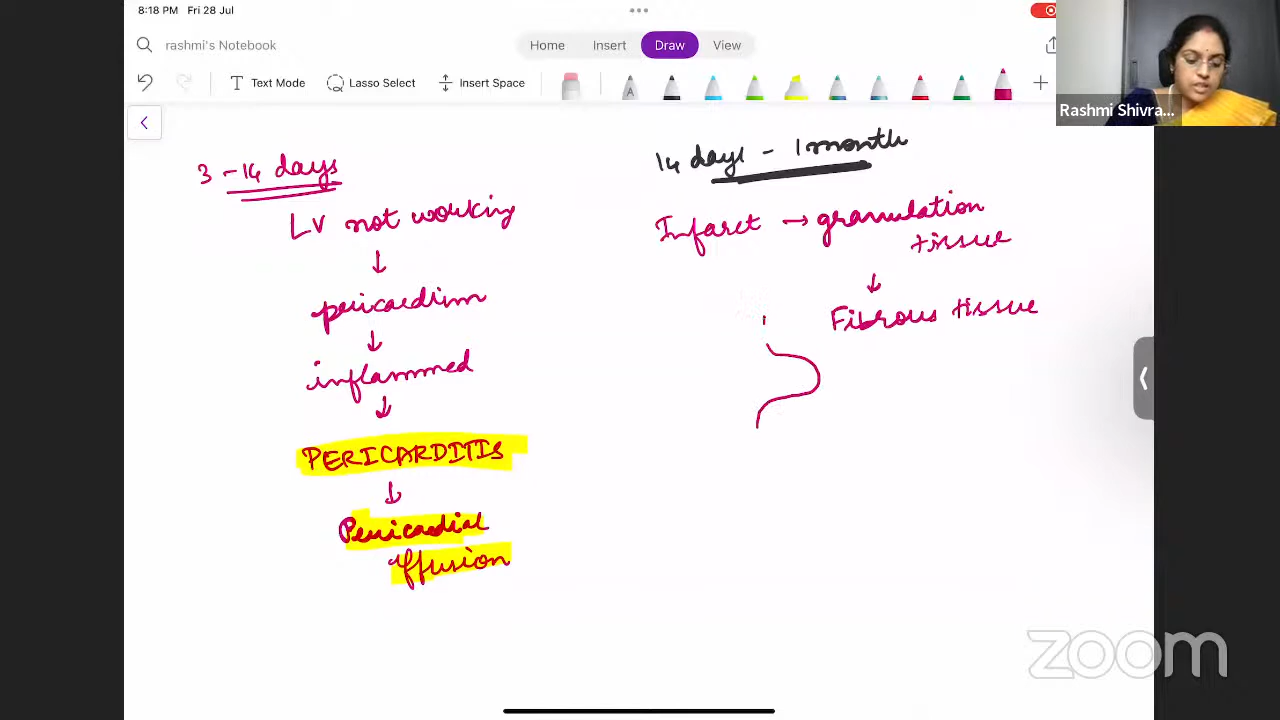 8:18 PM Fri 28 Jul
rashmi's Notebook
Home Insert Draw View
Text Mode Lasso Select Insert Space
Rashmi Shivra...
3-14 days
LV not working
↓
pericardium
↓
inflammed
↓
PERICARDITIS
↓
Pericardial
effusion
14 days - 1 month
Infarct → granulation
tissue
↓
Fibrous tissue
zoom